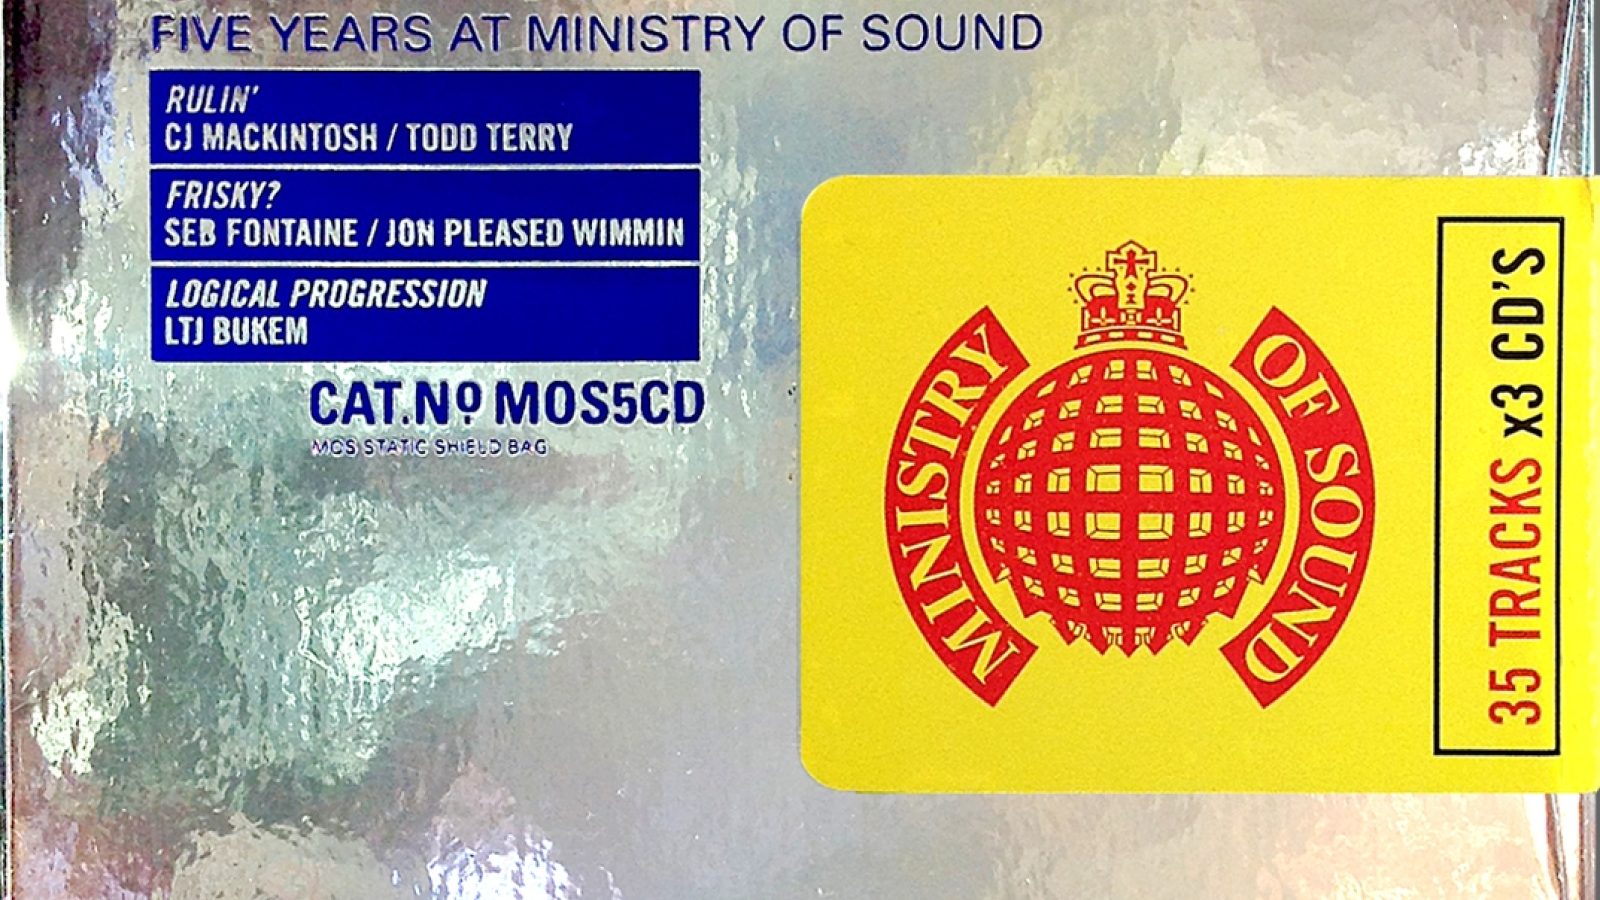 FIVE YEARS AT MINISTRY OF SOUND
RULIN'
CJ MACKINTOSH / TODD TERRY
FRISKY?
SEB FONTAINE / JON PLEASED WIMMIN
LOGICAL PROGRESSION
LTJ BUKEM
CAT.Nº MOS5CD
MOS STATIC SHIELD BAG
MINISTRY OF SOUND
35 TRACKS x3 CD'S